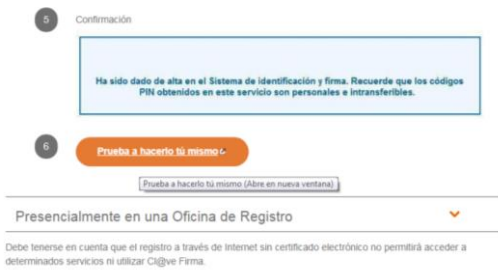 5 Confirmación
Ha sido dado de alta en el Sistema de identificación y firma. Recuerde que los códigos
PIN obtenidos en este servicio son personales e intransferibles.
6 Prueba a hacerlo tú mismo
Prueba a hacerlo tú mismo (Abre en nueva ventana)
Presencialmente en una Oficina de Registro
Debe tenerse en cuenta que el registro a través de Internet sin certificado electrónico no permitirá acceder a
determinados servicios ni utilizar Cl@ve Firma.